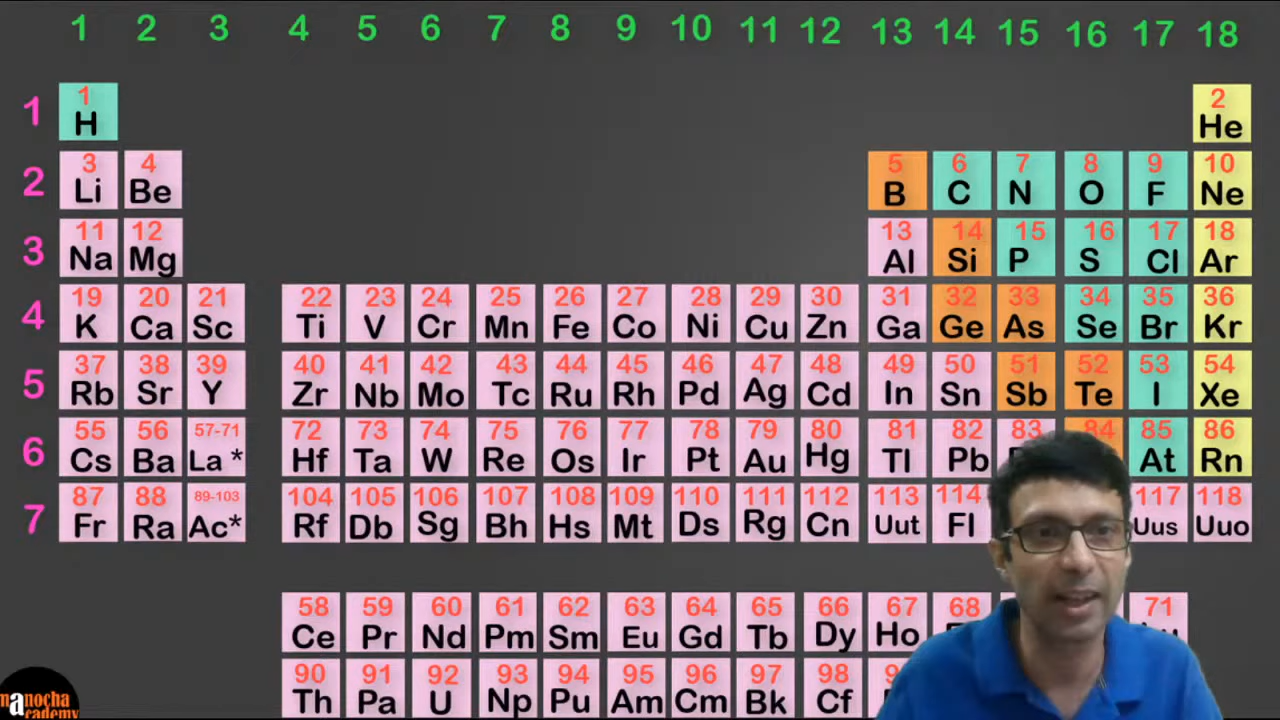 1 2 3 4 5 6 7 8 9 10 11 12 13 14 15 16 17 18
1 2
1 H He
3 4 5 6 7 8 9 10
2 Li Be B C N O F Ne
11 12 13 14 15 16 17 18
3 Na Mg Al Si P S Cl Ar
19 20 21 22 23 24 25 26 27 28 29 30 31 32 33 34 35 36
4 K Ca Sc Ti V Cr Mn Fe Co Ni Cu Zn Ga Ge As Se Br Kr
37 38 39 40 41 42 43 44 45 46 47 48 49 50 51 52 53 54
5 Rb Sr Y Zr Nb Mo Tc Ru Rh Pd Ag Cd In Sn Sb Te I Xe
55 56 57-71 72 73 74 75 76 77 78 79 80 81 82 83 84 85 86
6 Cs Ba La * Hf Ta W Re Os Ir Pt Au Hg Tl Pb At Rn
87 88 89-103 104 105 106 107 108 109 110 111 112 113 114 117 118
7 Fr Ra Ac* Rf Db Sg Bh Hs Mt Ds Rg Cn Uut Fl Uus Uuo
58 59 60 61 62 63 64 65 66 67 68 71
Ce Pr Nd Pm Sm Eu Gd Tb Dy Ho
90 91 92 93 94 95 96 97 98
Th Pa U Np Pu Am Cm Bk Cf
manocha
academy